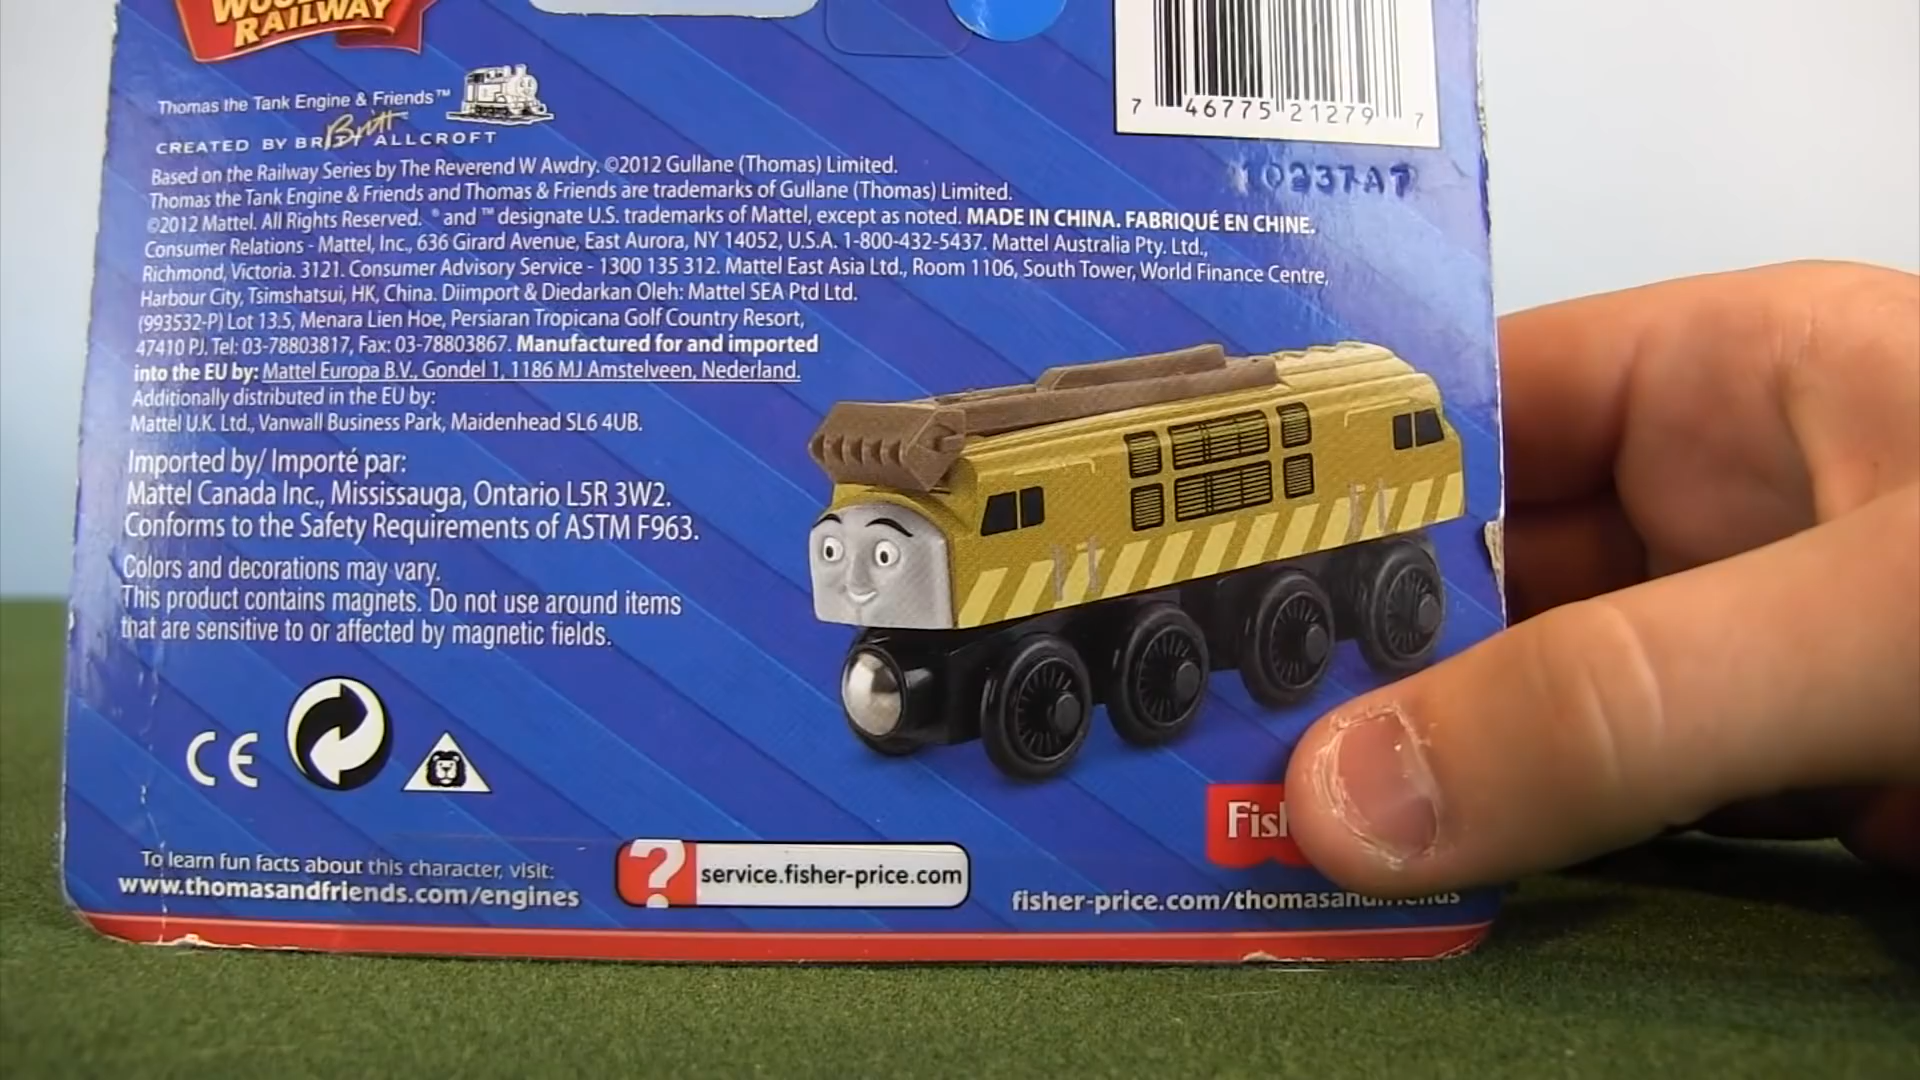 RAILWAY
7 46775 21279 7
Thomas the Tank Engine & Friends™
CREATED BY BRITT ALLCROFT
10237A7
Based on the Railway Series by The Reverend W Awdry. ©2012 Gullane (Thomas) Limited.
Thomas the Tank Engine & Friends and Thomas & Friends are trademarks of Gullane (Thomas) Limited.
©2012 Mattel. All Rights Reserved. ® and ™ designate U.S. trademarks of Mattel, except as noted. MADE IN CHINA. FABRIQUÉ EN CHINE.
Consumer Relations - Mattel, Inc., 636 Girard Avenue, East Aurora, NY 14052, U.S.A. 1-800-432-5437. Mattel Australia Pty. Ltd.,
Richmond, Victoria. 3121. Consumer Advisory Service - 1300 135 312. Mattel East Asia Ltd., Room 1106, South Tower, World Finance Centre,
Harbour City, Tsimshatsui, HK, China. Diimport & Diedarkan Oleh: Mattel SEA Ptd Ltd.
(993532-P) Lot 13.5, Menara Lien Hoe, Persiaran Tropicana Golf Country Resort,
47410 PJ. Tel: 03-78803817, Fax: 03-78803867. Manufactured for and imported
into the EU by: Mattel Europa B.V., Gondel 1, 1186 MJ Amstelveen, Nederland.
Additionally distributed in the EU by:
Mattel U.K. Ltd., Vanwall Business Park, Maidenhead SL6 4UB.
Imported by/ Importé par:
Mattel Canada Inc., Mississauga, Ontario L5R 3W2.
Conforms to the Safety Requirements of ASTM F963.
Colors and decorations may vary.
This product contains magnets. Do not use around items
that are sensitive to or affected by magnetic fields.
CE
To learn fun facts about this character, visit:
www.thomasandfriends.com/engines
? service.fisher-price.com